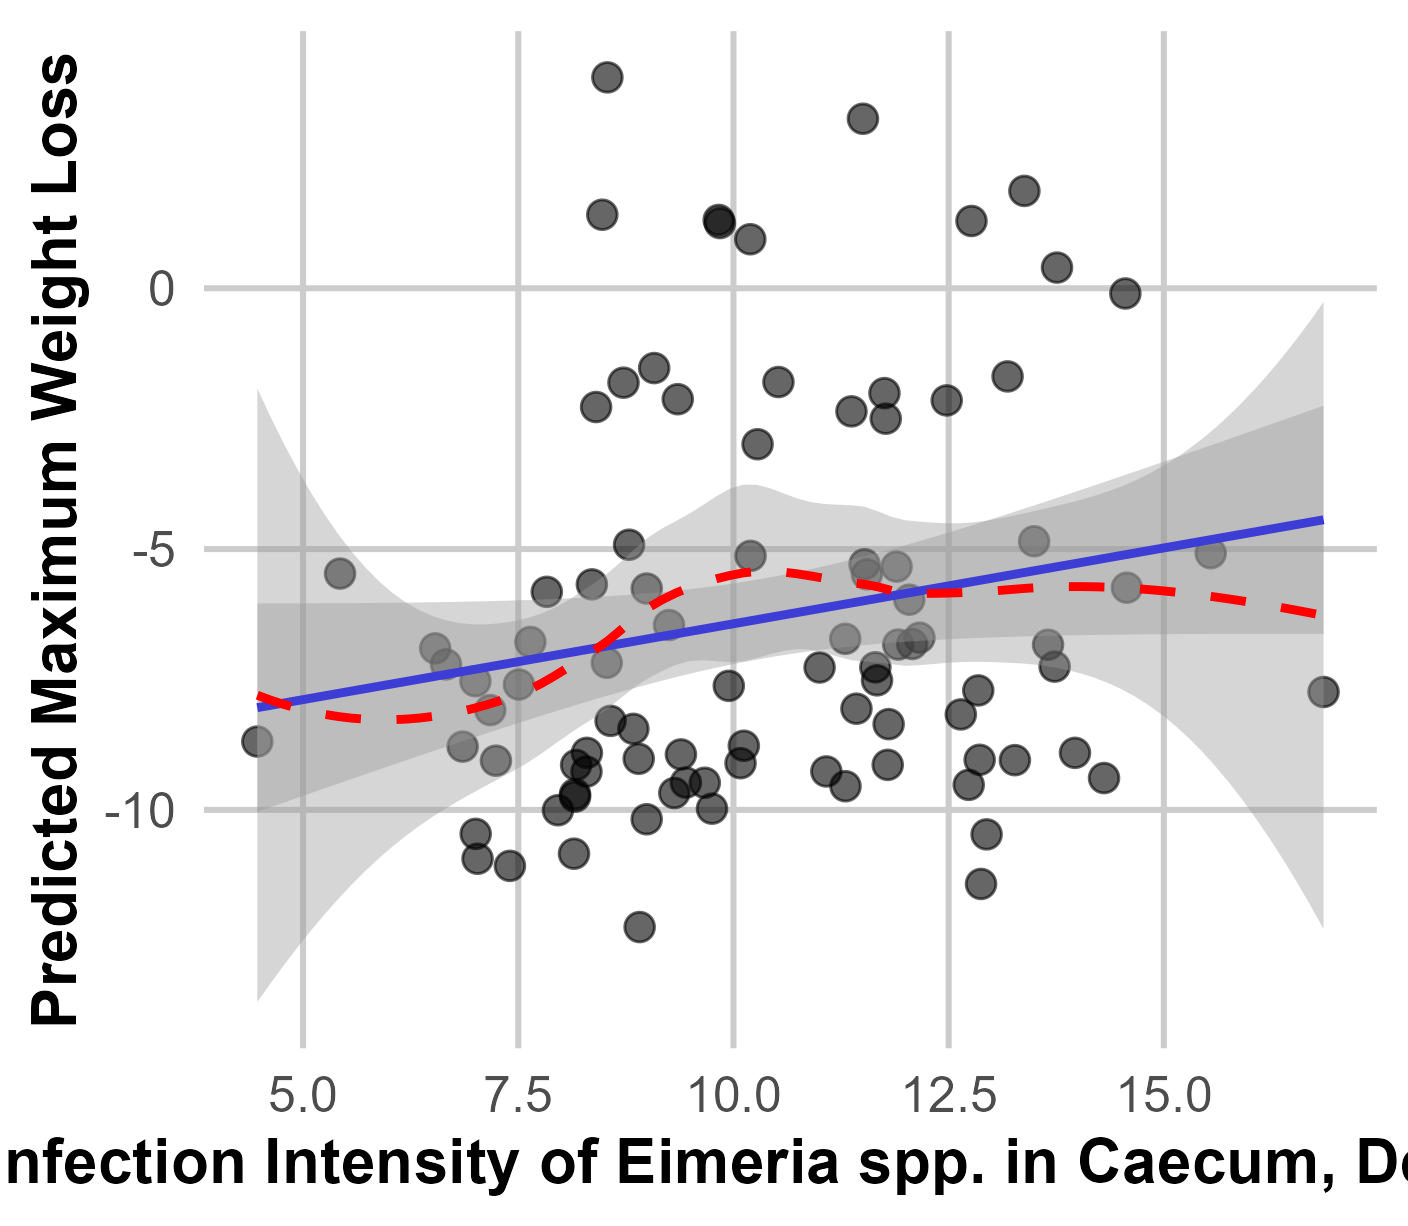 Predicted Maximum Weight Loss
0
-5
-10
5.0 7.5 10.0 12.5 15.0
nfection Intensity of Eimeria spp. in Caecum, De